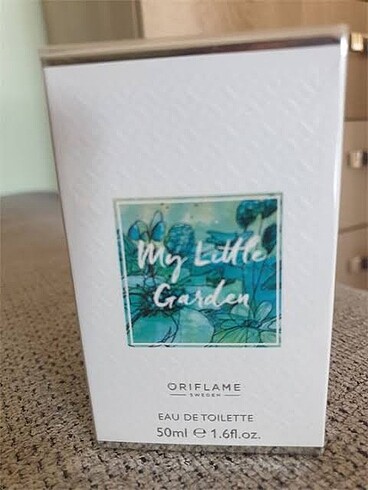 My Little
Garden
ORIFLAME
SWEDEN
EAU DE TOILETTE
50ml ℮ 1.6fl.oz.